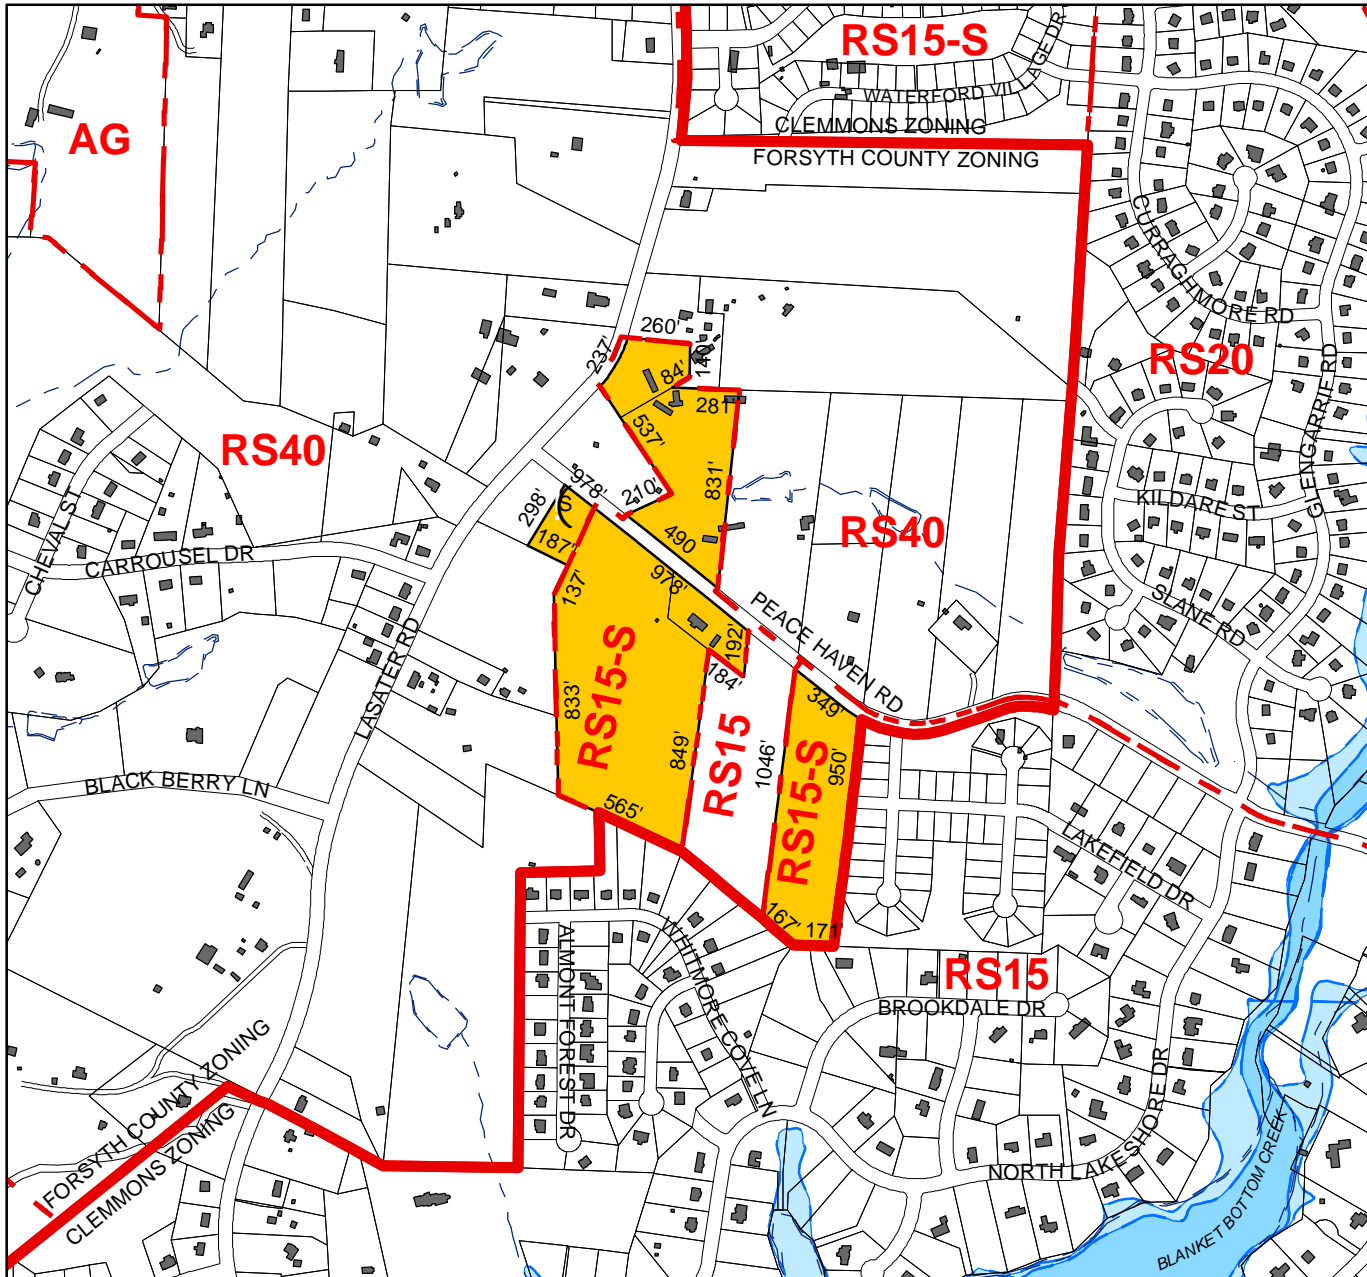 RS15-S
WATERFORD VILLAGE DR
CLEMMONS ZONING
FORSYTH COUNTY ZONING
AG
CURRAGHMORE RD
RS20
GLENGARRIF RD
260'
237'
140'
84'
281'
537'
RS40
978'
210'
831'
298'
S
187'
490
RS40
KILDARE ST
CHEVAL ST
CARROUSEL DR
137'
978'
PEACE HAVEN RD
SLANE RD
192'
184'
LASATER RD
833'
RS15-S
849'
RS15
1046'
349'
RS15-S
950'
BLACK BERRY LN
565'
LAKEFIELD DR
167'
171'
WHITMORE COVE LN
ALMONT FOREST DR
RS15
BROOKDALE DR
FORSYTH COUNTY ZONING
CLEMMONS ZONING
NORTH LAKESHORE DR
BLANKET BOTTOM CREEK